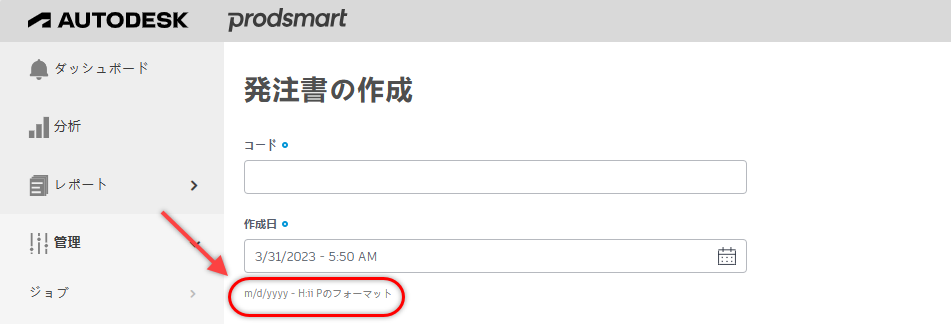 AUTODESK prodsmart
ダッシュボード
分析
レポート
管理
ジョブ
発注書の作成
コード
作成日
3/31/2023 - 5:50 AM
m/d/yyyy - H:ii Pのフォーマット